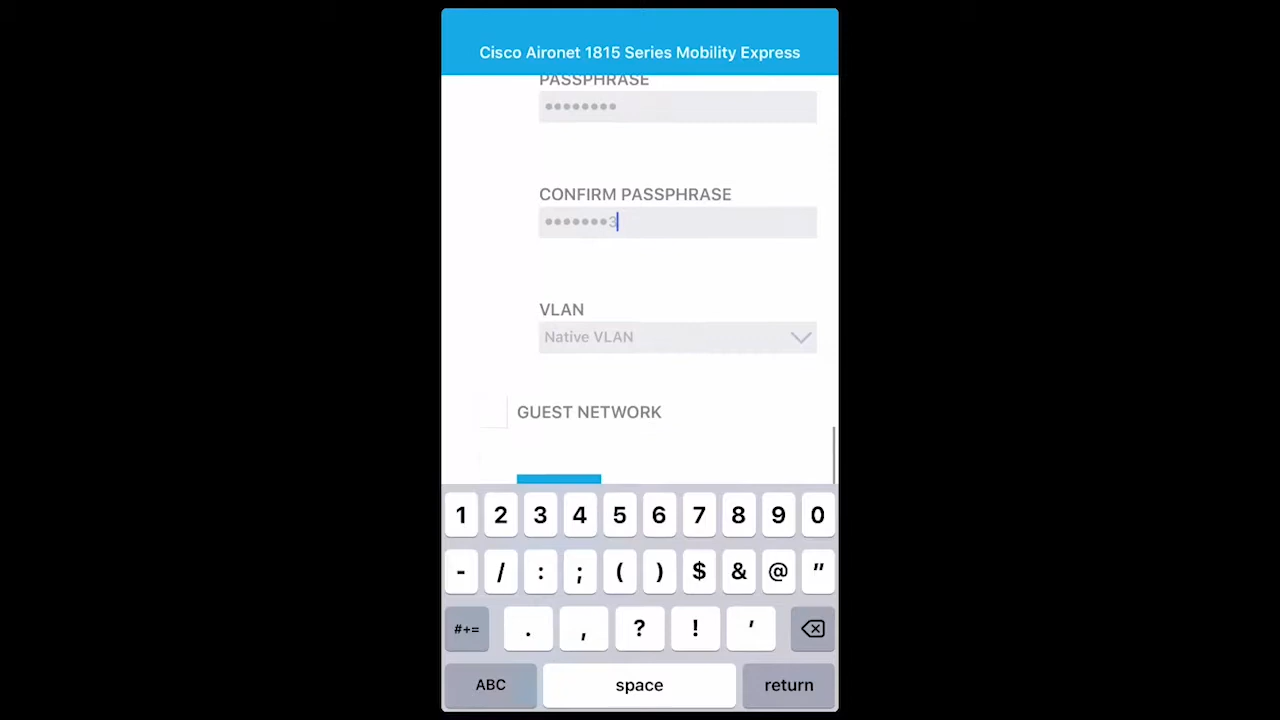 Cisco Aironet 1815 Series Mobility Express
PASSPHRASE
••••••••
CONFIRM PASSPHRASE
•••••••3
VLAN
Native VLAN
GUEST NETWORK
1 2 3 4 5 6 7 8 9 0
- / : ; ( ) $ & @ "
#+= . , ? ! '
ABC space return